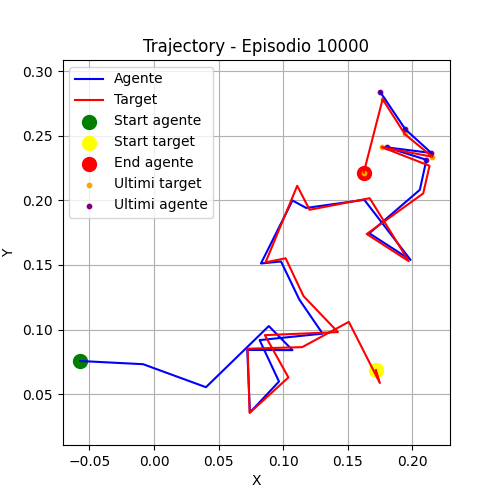 Trajectory - Episodio 10000
Agente
Target
Start agente
Start target
End agente
Ultimi target
Ultimi agente
Y
0.30
0.25
0.20
0.15
0.10
0.05
−0.05
0.00
0.05
0.10
0.15
0.20
X